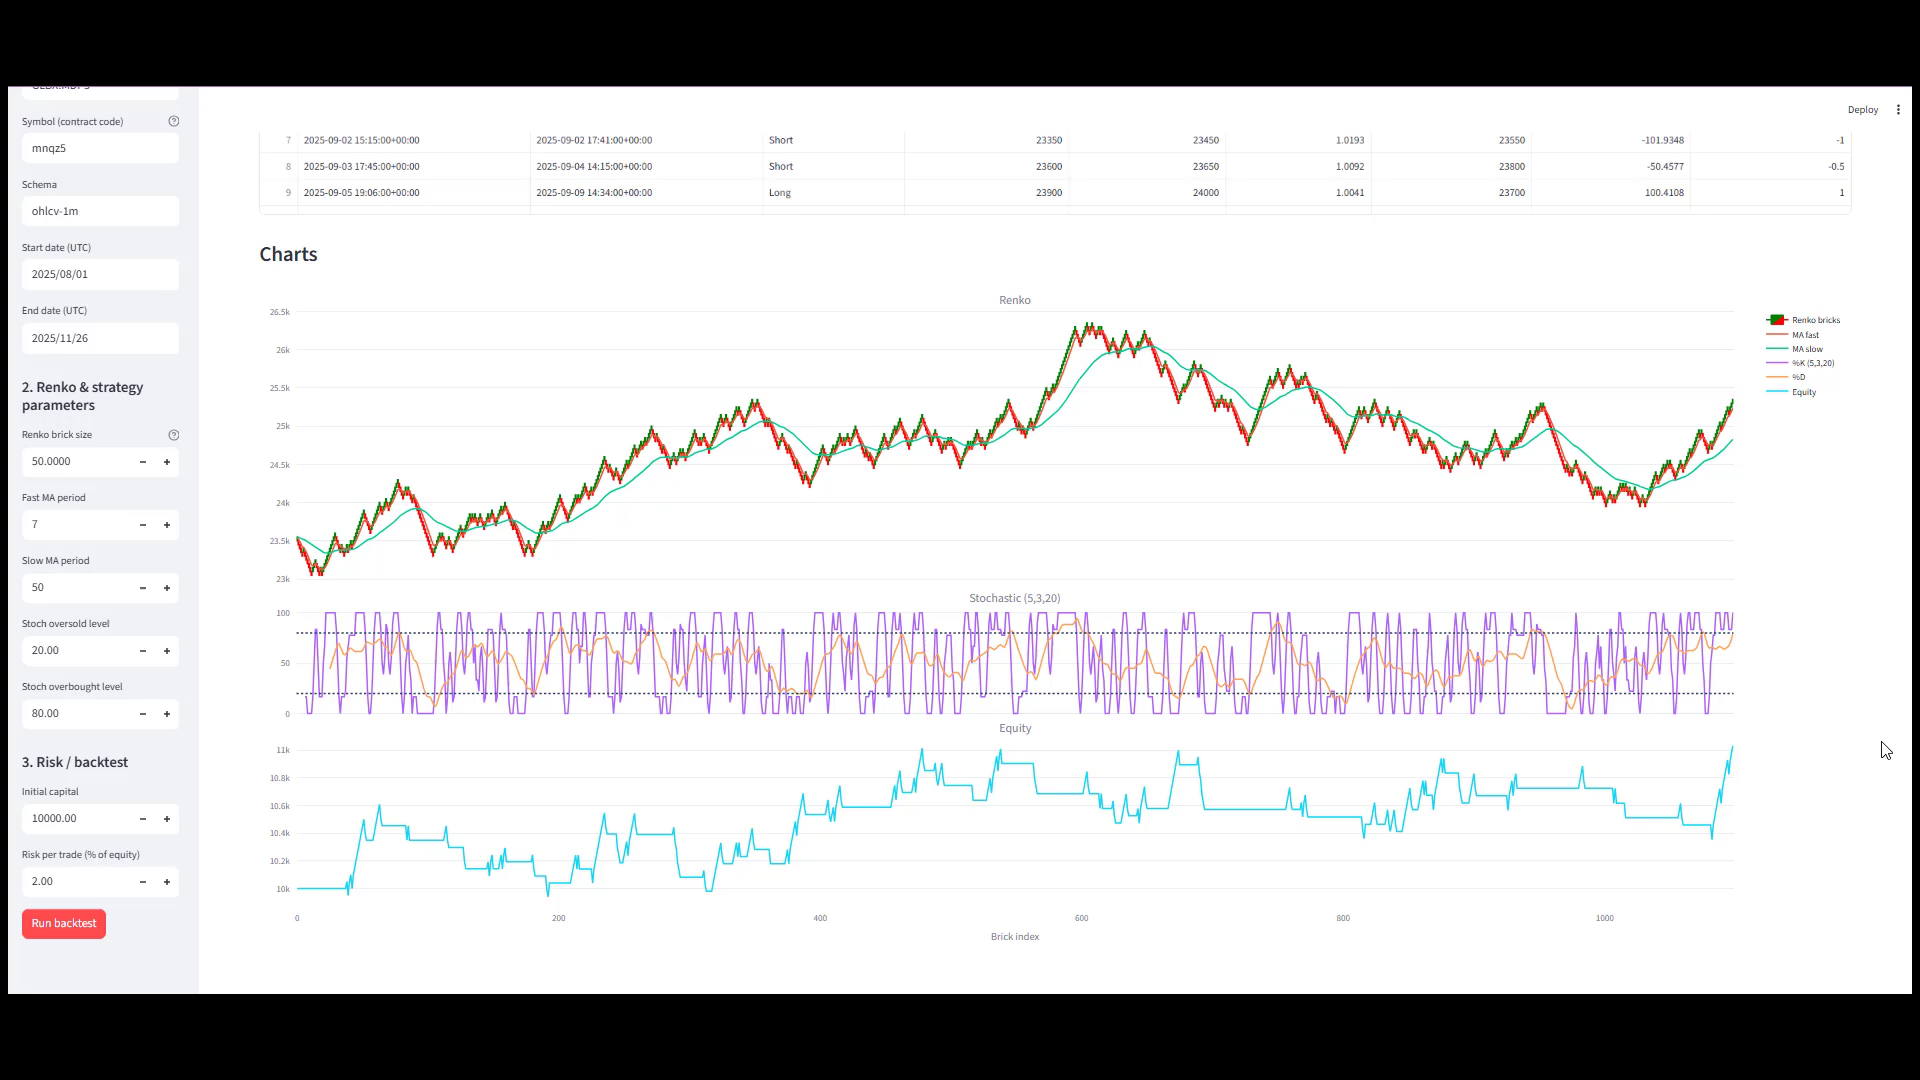 Deploy
Symbol (contract code)
mnqz5
Schema
ohlcv-1m
Start date (UTC)
2025/08/01
End date (UTC)
2025/11/26
2. Renko & strategy
parameters
Renko brick size
50.0000
Fast MA period
7
Slow MA period
50
Stoch oversold level
20.00
Stoch overbought level
80.00
3. Risk / backtest
Initial capital
10000.00
Risk per trade (% of equity)
2.00
Run backtest
7 2025-09-02 15:15:00+00:00 2025-09-02 17:41:00+00:00 Short 23350 23450 1.0193 23550 -101.9348 -1
8 2025-09-03 17:45:00+00:00 2025-09-04 14:15:00+00:00 Short 23600 23650 1.0092 23800 -50.4577 -0.5
9 2025-09-05 19:06:00+00:00 2025-09-09 14:34:00+00:00 Long 23900 24000 1.0041 23700 100.4108 1
Charts
Renko
26.5k
26k
25.5k
25k
24.5k
24k
23.5k
23k
Renko bricks
MA fast
MA slow
%K (5,3,20)
%D
Equity
Stochastic (5,3,20)
100
50
0
Equity
11k
10.8k
10.6k
10.4k
10.2k
10k
0 200 400 600 800 1000
Brick index